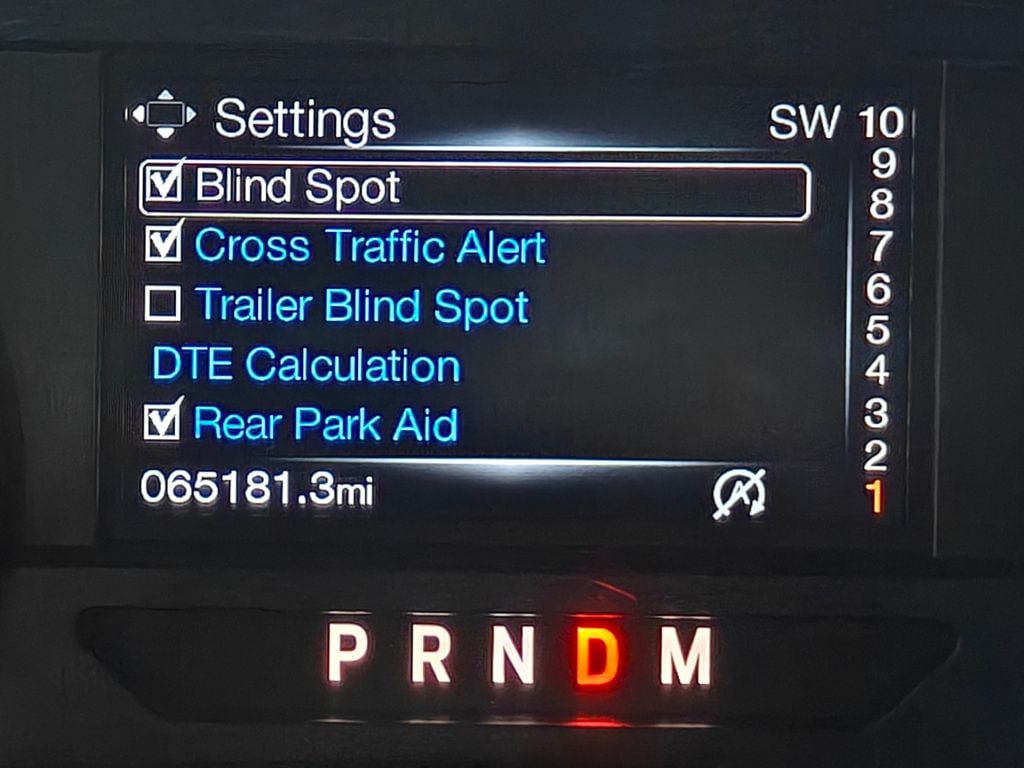 Settings SW 10
Blind Spot 9
8
Cross Traffic Alert 7
Trailer Blind Spot 6
5
DTE Calculation 4
Rear Park Aid 3
2
065181.3mi A 1
P R N D M